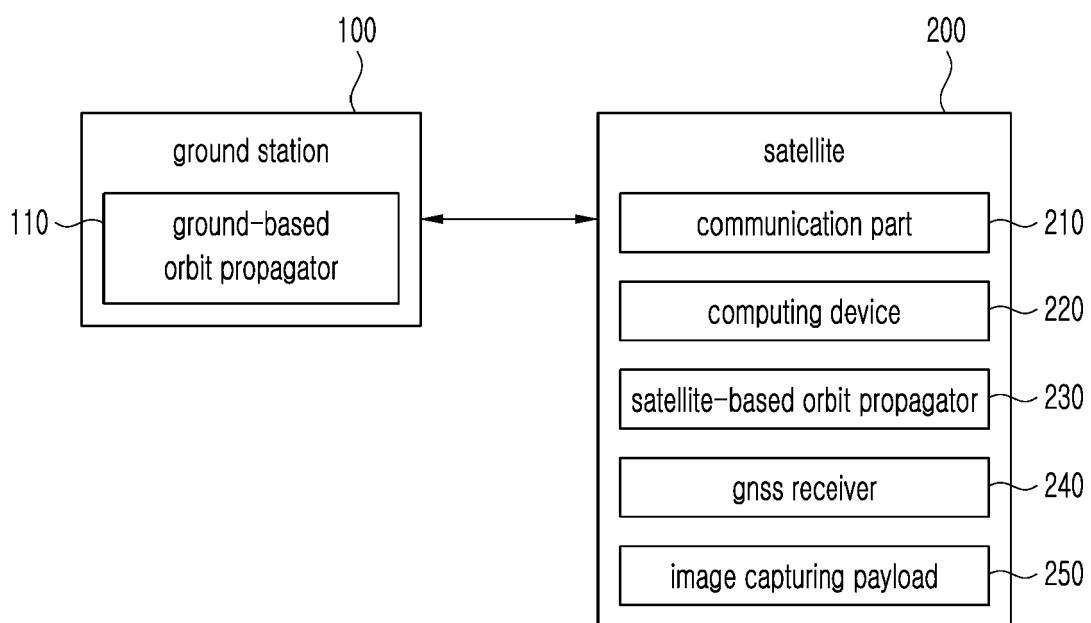 100
200
ground station
110
ground-based
orbit propagator
satellite
communication part
210
computing device
220
satellite-based orbit propagator
230
gnss receiver
240
image capturing payload
250